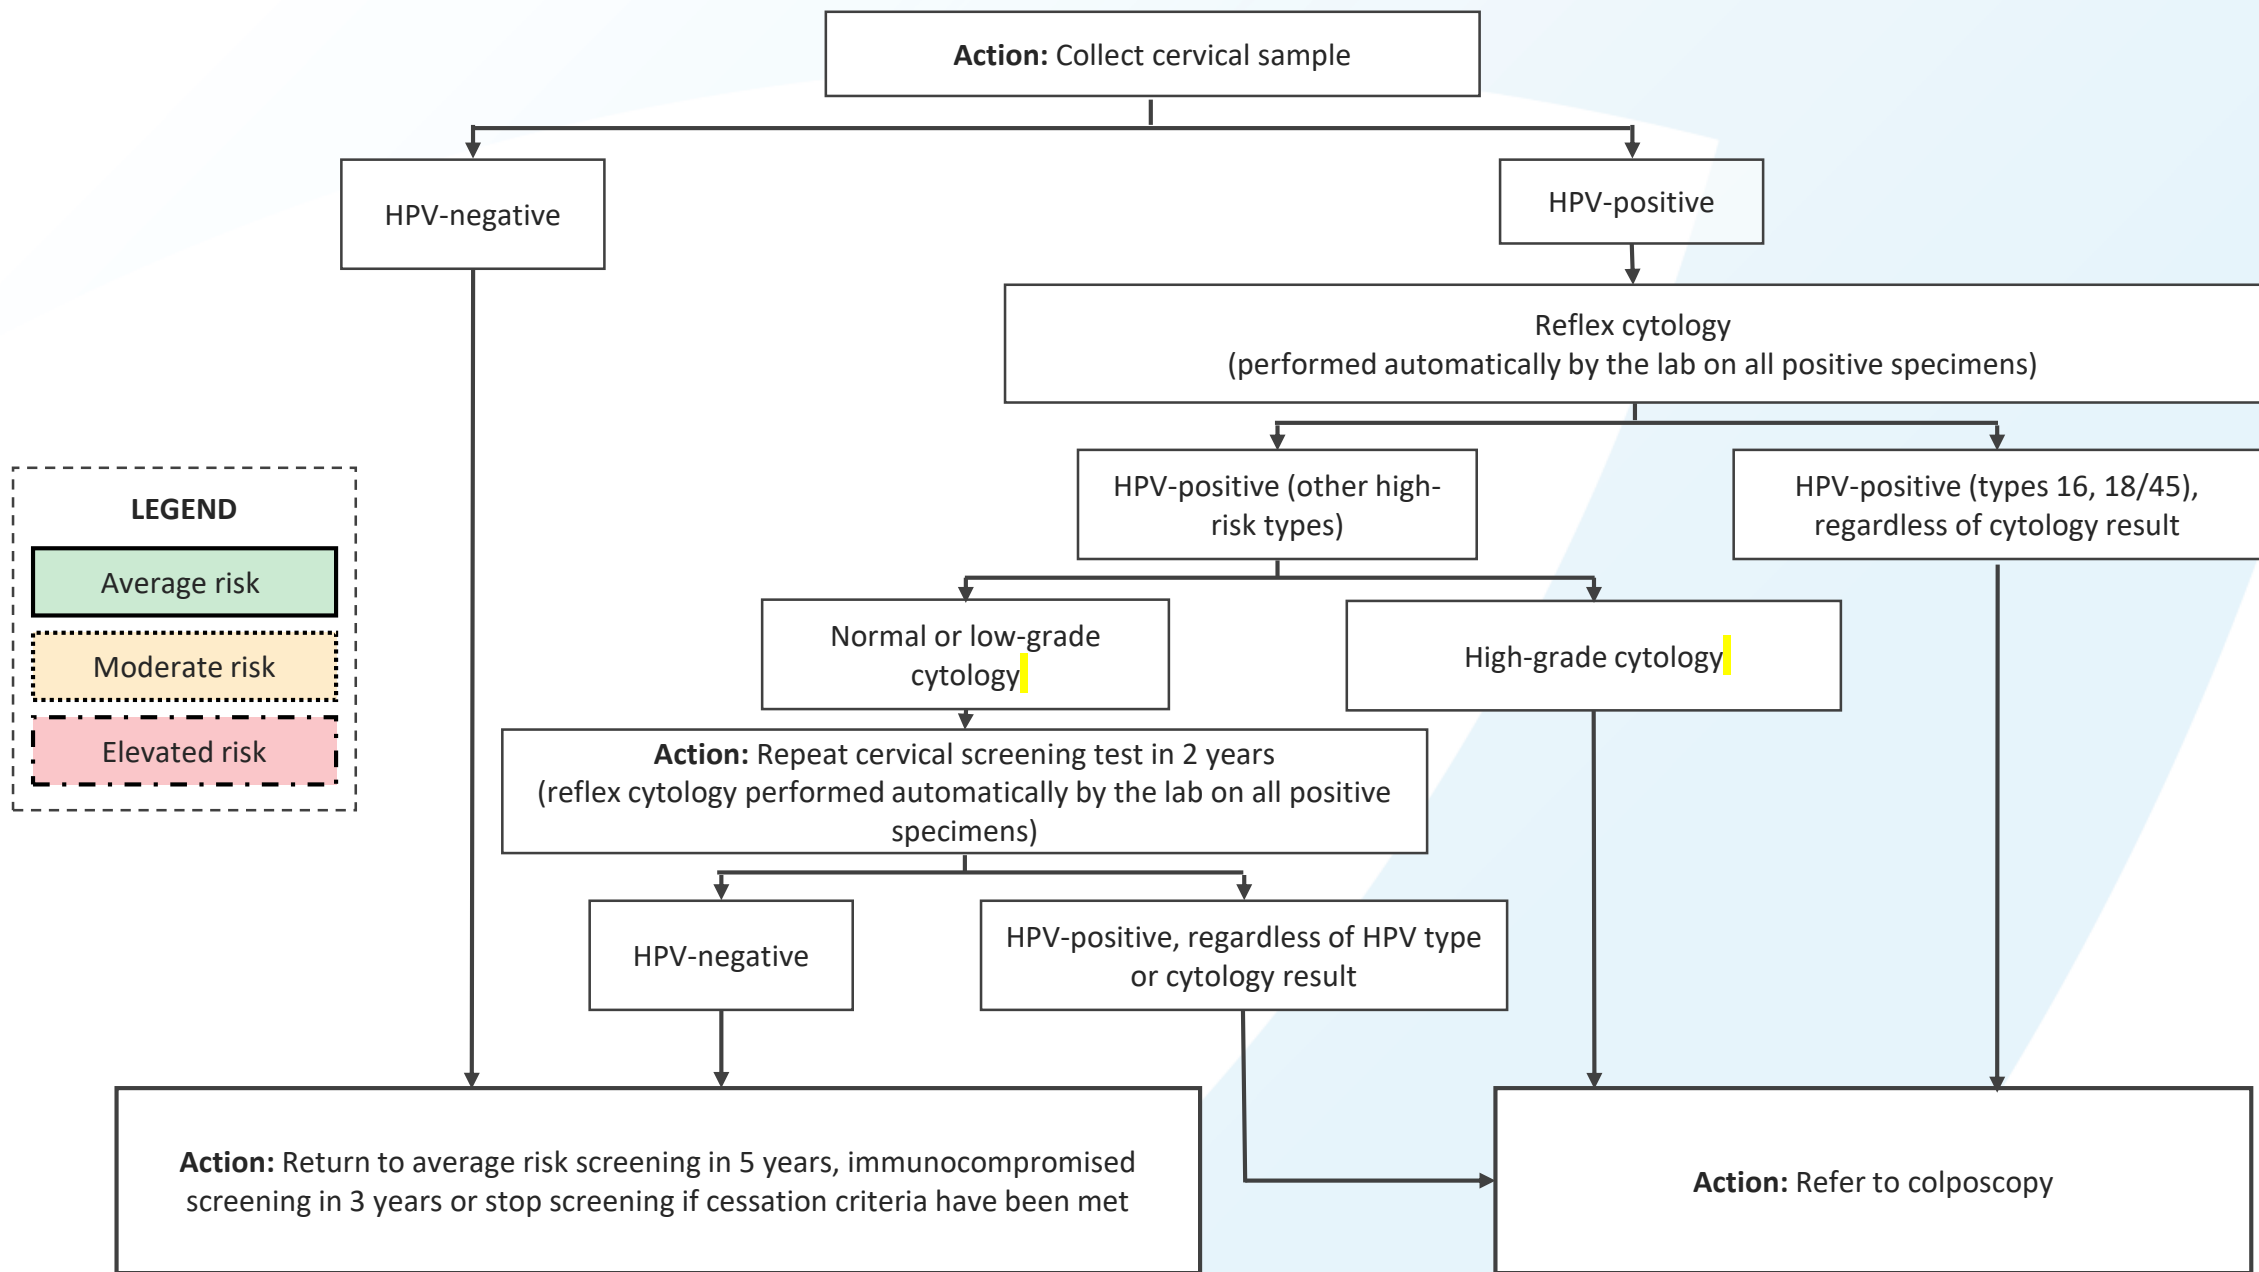 Action: Collect cervical sample
HPV-negative
HPV-positive
Reflex cytology
(performed automatically by the lab on all positive specimens)
HPV-positive (other high-
risk types)
HPV-positive (types 16, 18/45),
regardless of cytology result
LEGEND
Average risk
Moderate risk
Elevated risk
Normal or low-grade
cytology
High-grade cytology
Action: Repeat cervical screening test in 2 years
(reflex cytology performed automatically by the lab on all positive
specimens)
HPV-negative
HPV-positive, regardless of HPV type
or cytology result
Action: Return to average risk screening in 5 years, immunocompromised
screening in 3 years or stop screening if cessation criteria have been met
Action: Refer to colposcopy